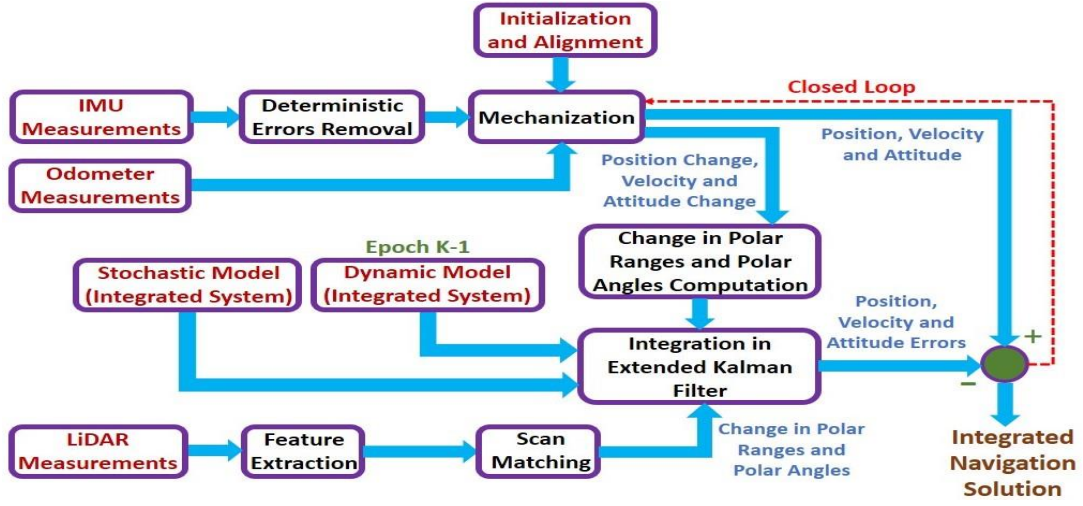 Initialization
and Alignment
Closed Loop
IMU
Measurements
Deterministic
Errors Removal
Mechanization
Position, Velocity
and Attitude
Odometer
Measurements
Position Change,
Velocity and
Attitude Change
Epoch K-1
Stochastic Model
(Integrated System)
Dynamic Model
(Integrated System)
Change in Polar
Ranges and Polar
Angles Computation
Position,
Velocity and
Attitude Errors
Integration in
Extended Kalman
Filter
+
−
LiDAR
Measurements
Feature
Extraction
Scan
Matching
Change in Polar
Ranges and
Polar Angles
Integrated
Navigation
Solution